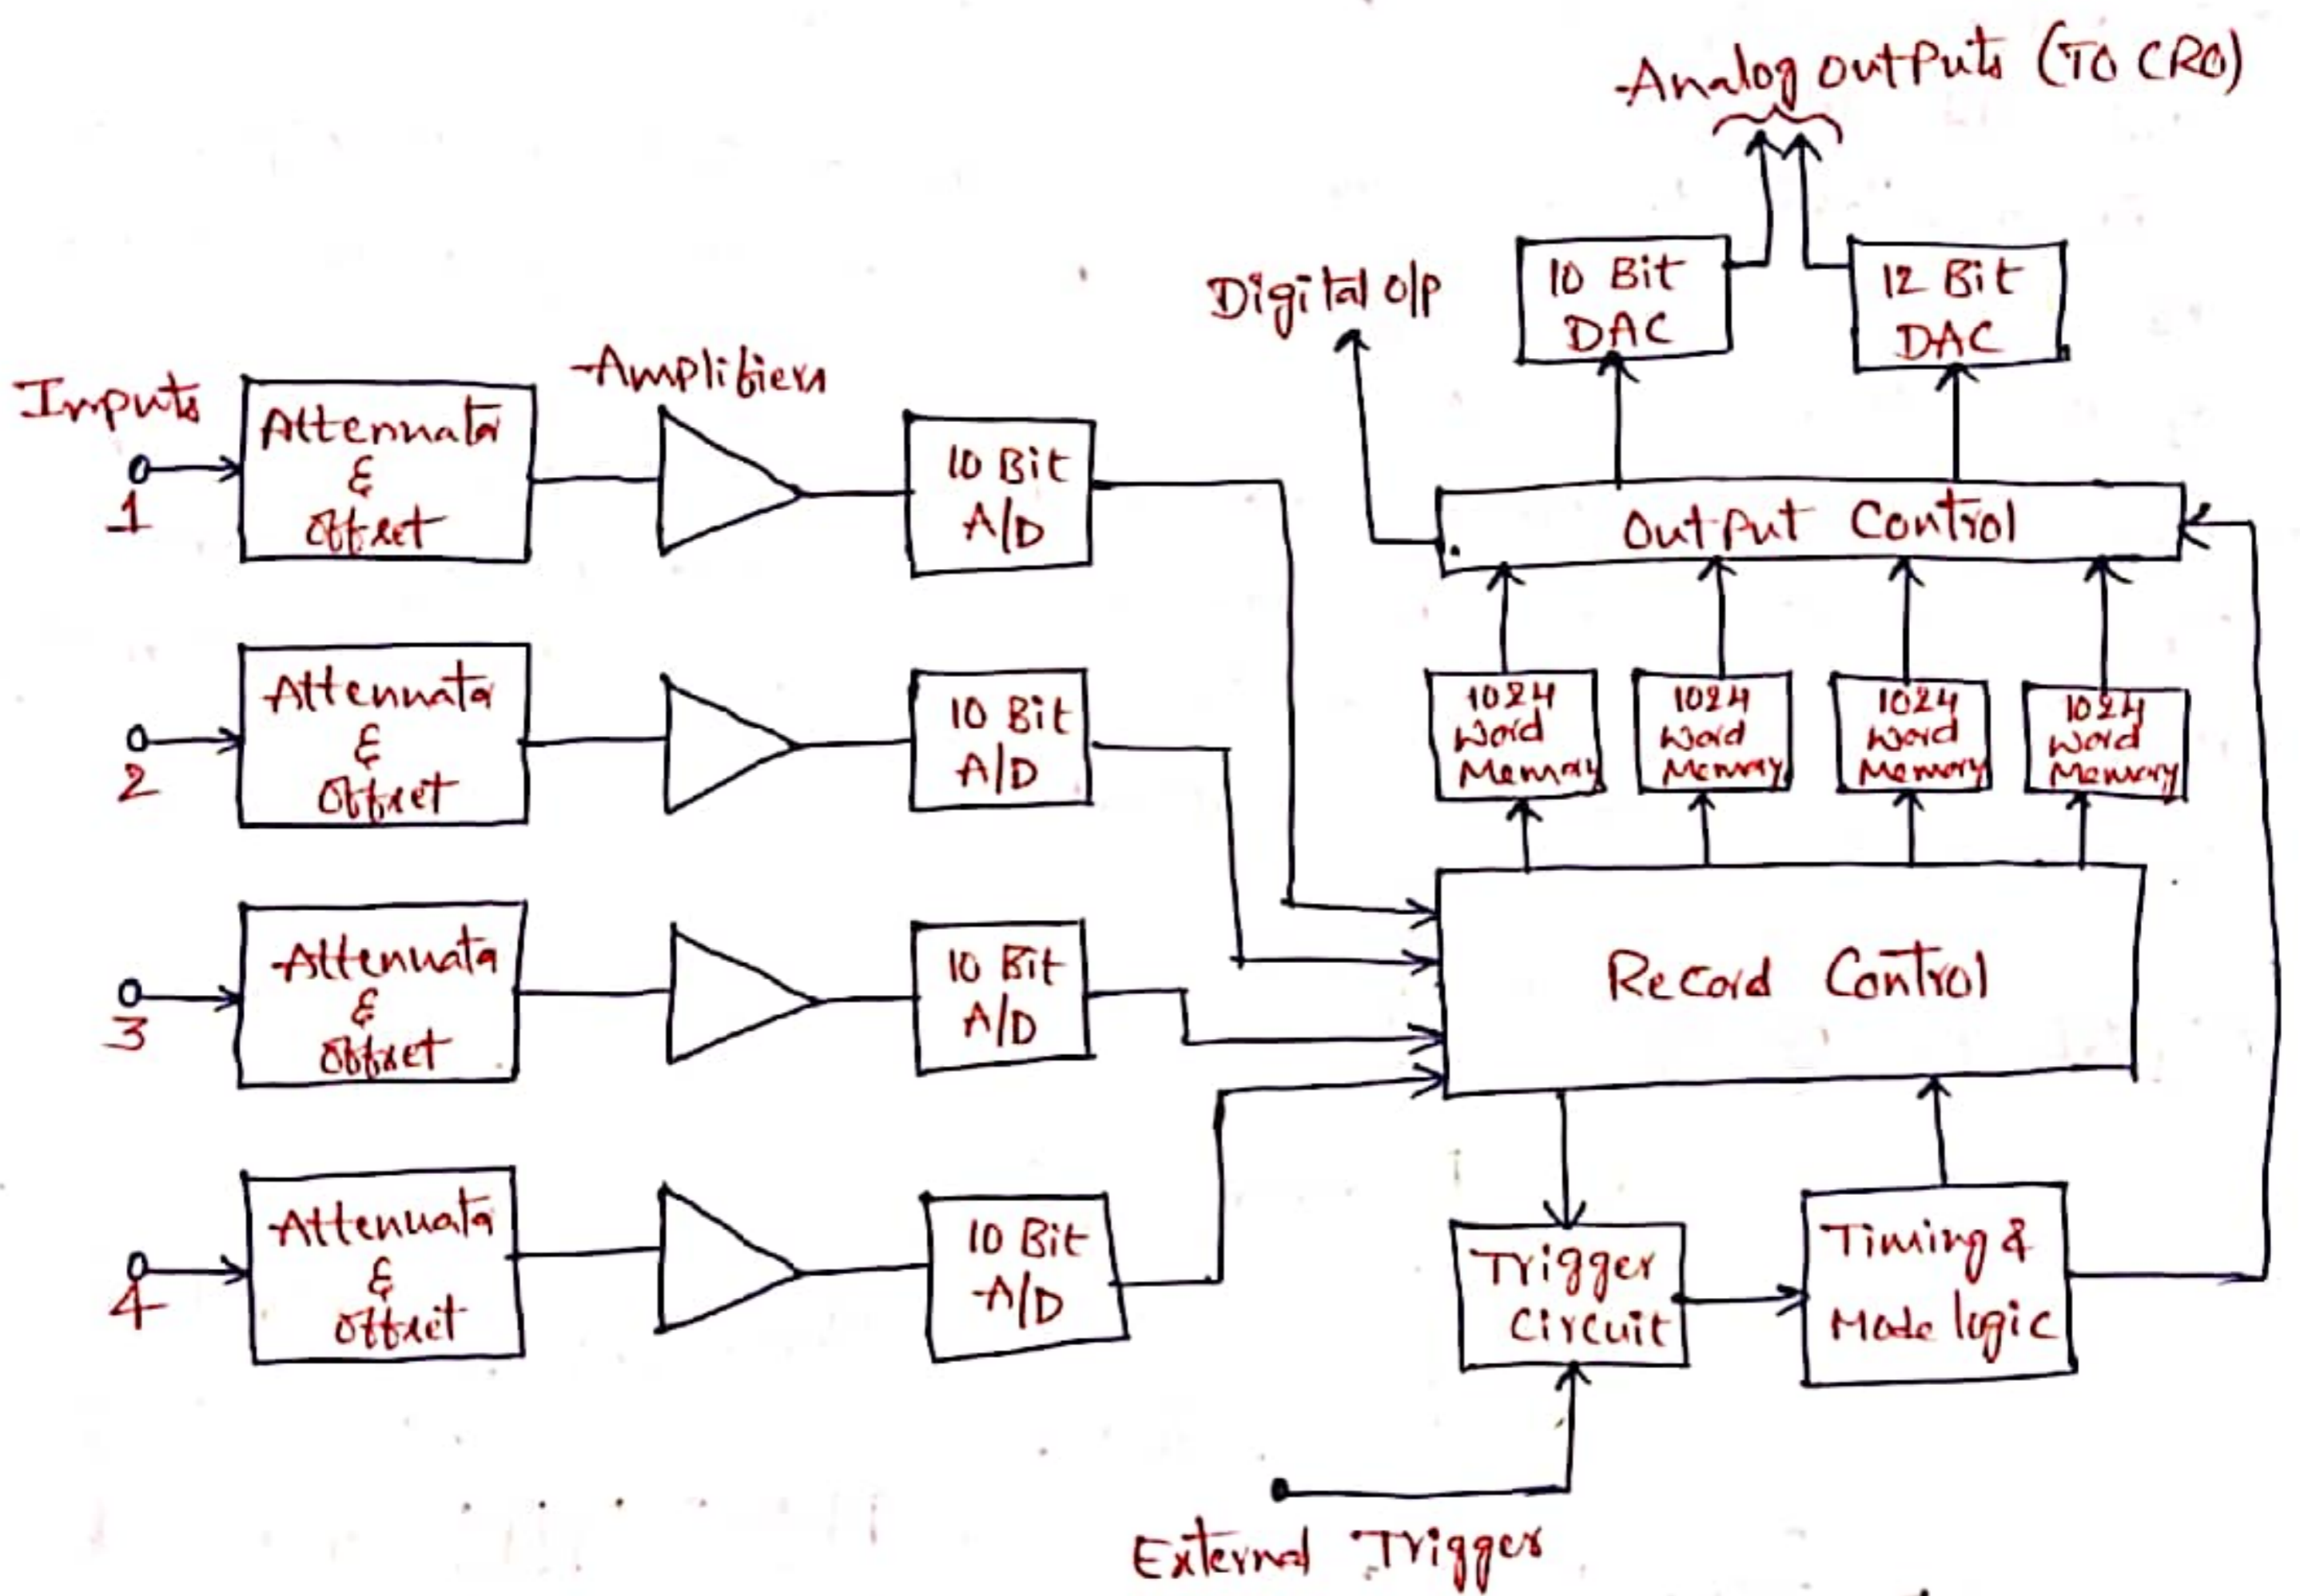 Analog outputs (TO CRO)
Digital o/p
10 Bit
DAC
12 Bit
DAC
Inputs
Amplifiers
1
Attenuator
&
Offset
10 Bit
A/D
Output Control
2
Attenuator
&
Offset
10 Bit
A/D
1024
Word
Memory
1024
Word
Memory
1024
Word
Memory
1024
Word
Memory
3
Attenuator
&
Offset
10 Bit
A/D
Record Control
4
Attenuator
&
Offset
10 Bit
A/D
Trigger
Circuit
Timing &
Mode logic
External Trigger